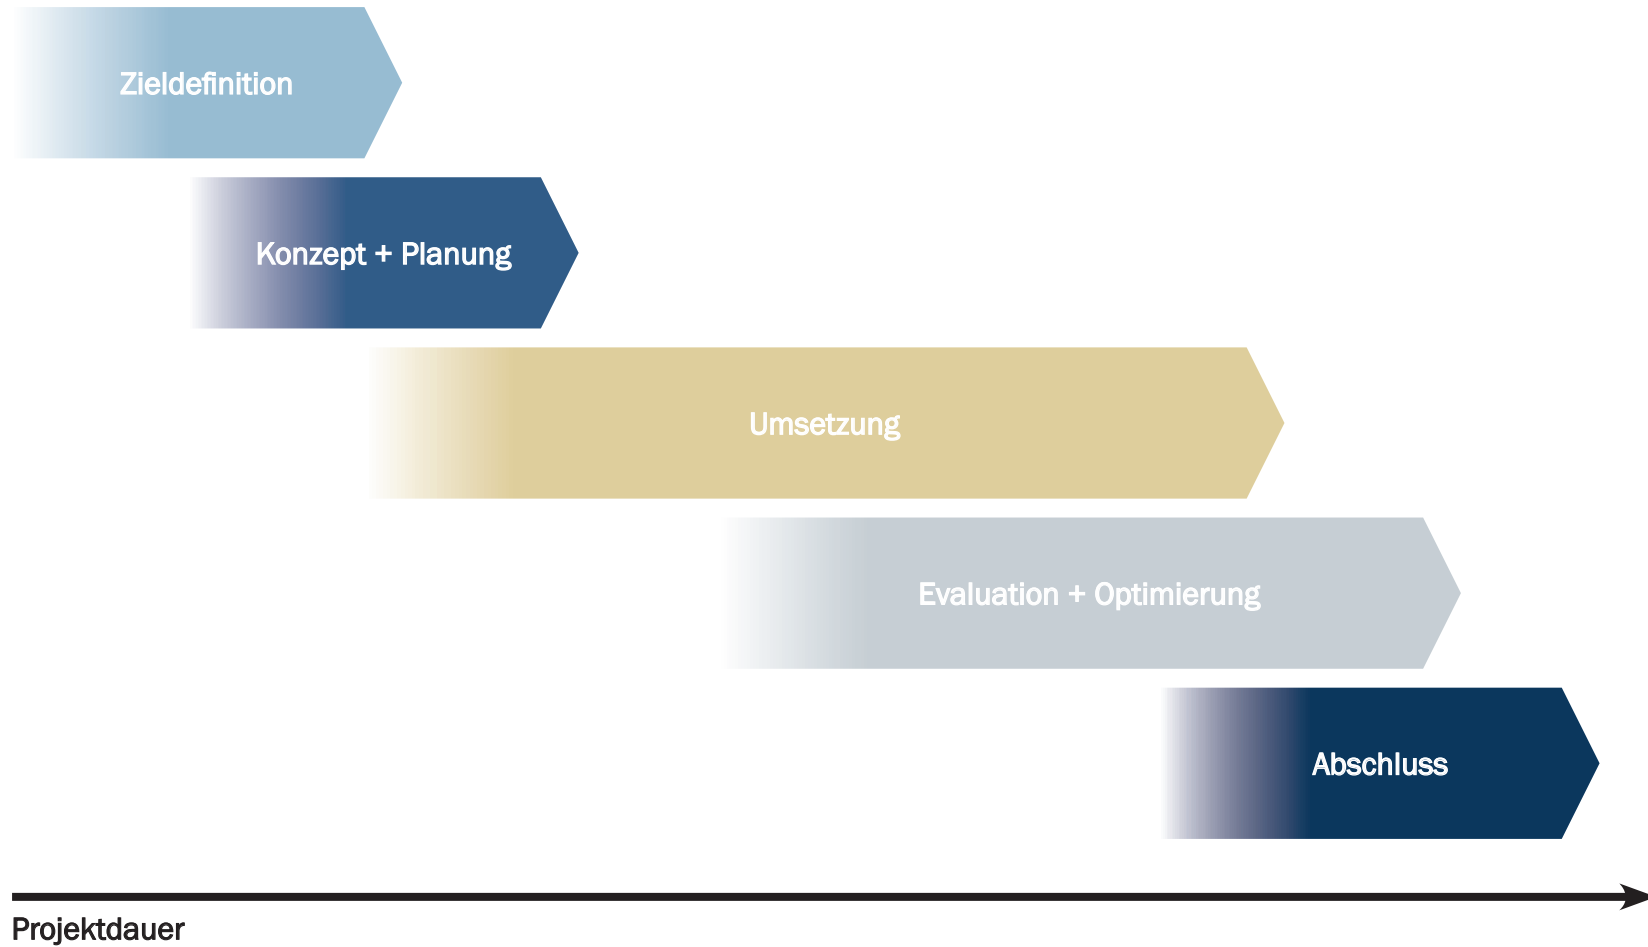 Zieldefinition
Konzept + Planung
Umsetzung
Evaluation + Optimierung
Abschluss
Projektdauer